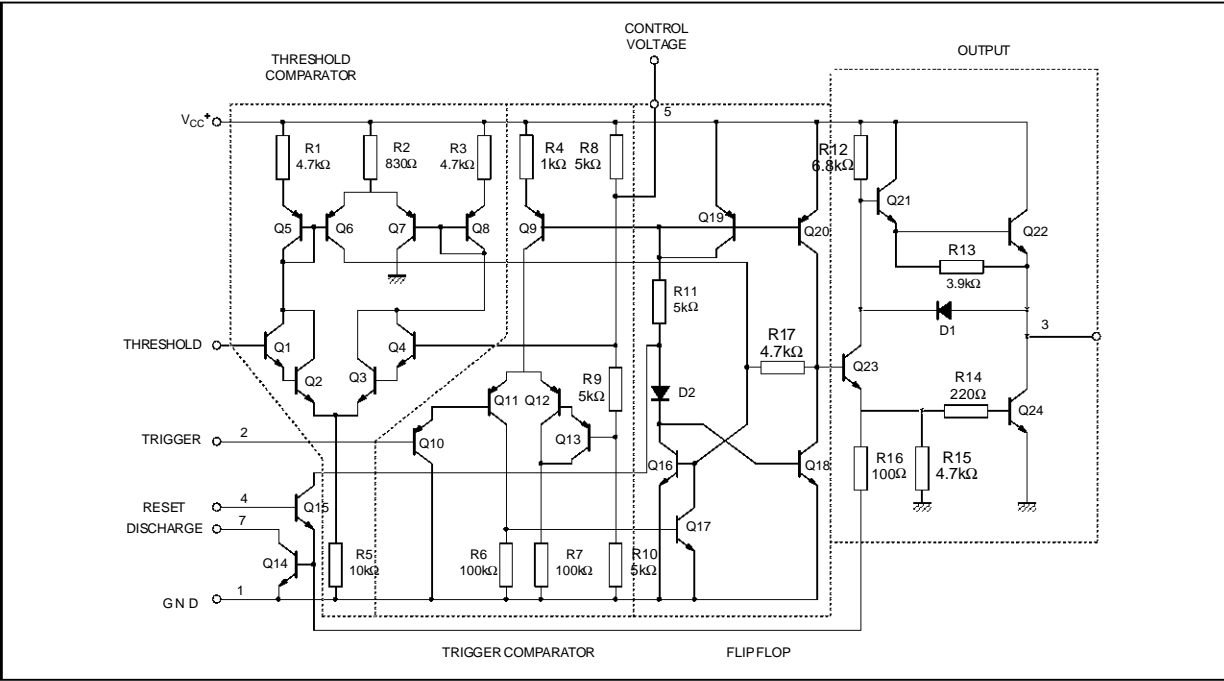 CONTROL
VOLTAGE
THRESHOLD
COMPARATOR
OUTPUT
5
VCC+
R1
4.7kΩ
R2
830Ω
R3
4.7kΩ
R4
1kΩ
R8
5kΩ
R12
6.8kΩ
Q5
Q6
Q7
Q8
Q9
Q19
Q20
Q21
Q22
R13
3.9kΩ
R11
5kΩ
D1
3
THRESHOLD
Q1
Q2
Q3
Q4
R17
4.7kΩ
Q23
R9
5kΩ
D2
R14
220Ω
Q24
Q11
Q12
Q13
TRIGGER
2
Q10
Q16
Q18
R16
100Ω
R15
4.7kΩ
RESET
4
Q15
DISCHARGE
7
Q17
Q14
R5
10kΩ
R6
100kΩ
R7
100kΩ
R10
5kΩ
GND
1
TRIGGER COMPARATOR
FLIP FLOP